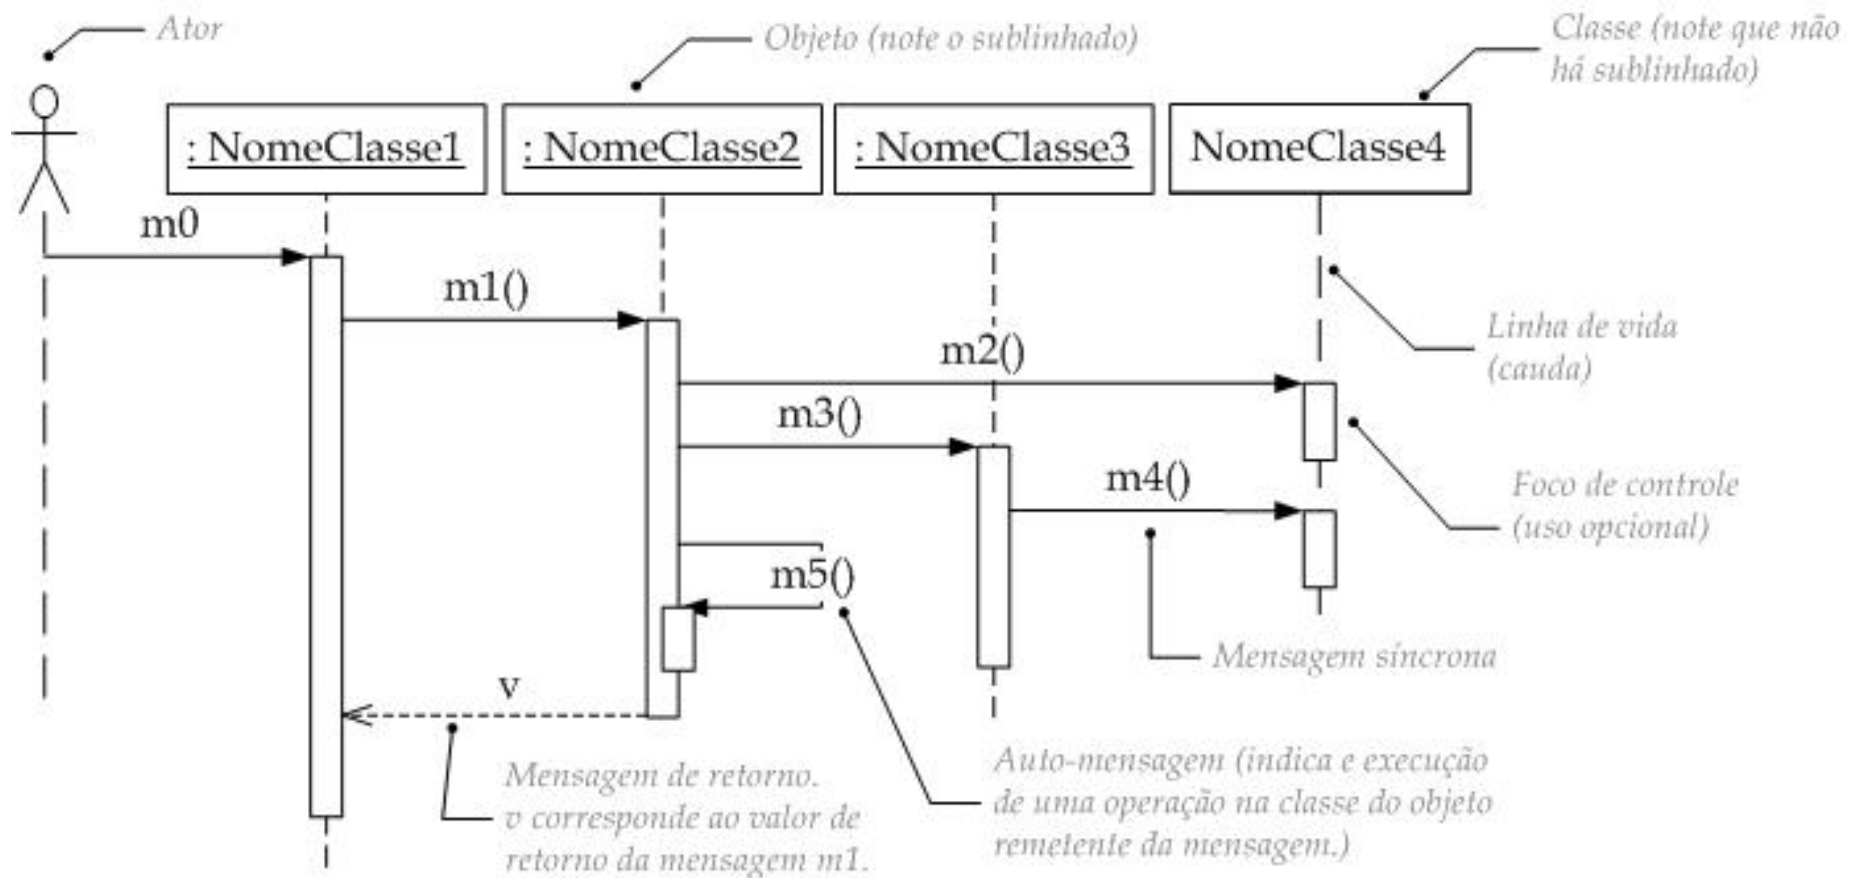 Ator
Objeto (note o sublinhado)
Classe (note que não
há sublinhado)
: NomeClasse1
: NomeClasse2
: NomeClasse3
NomeClasse4
m0
m1()
m2()
Linha de vida
(cauda)
m3()
m4()
Foco de controle
(uso opcional)
m5()
Mensagem síncrona
v
Mensagem de retorno.
v corresponde ao valor de
retorno da mensagem m1.
Auto-mensagem (indica e execução
de uma operação na classe do objeto
remetente da mensagem.)